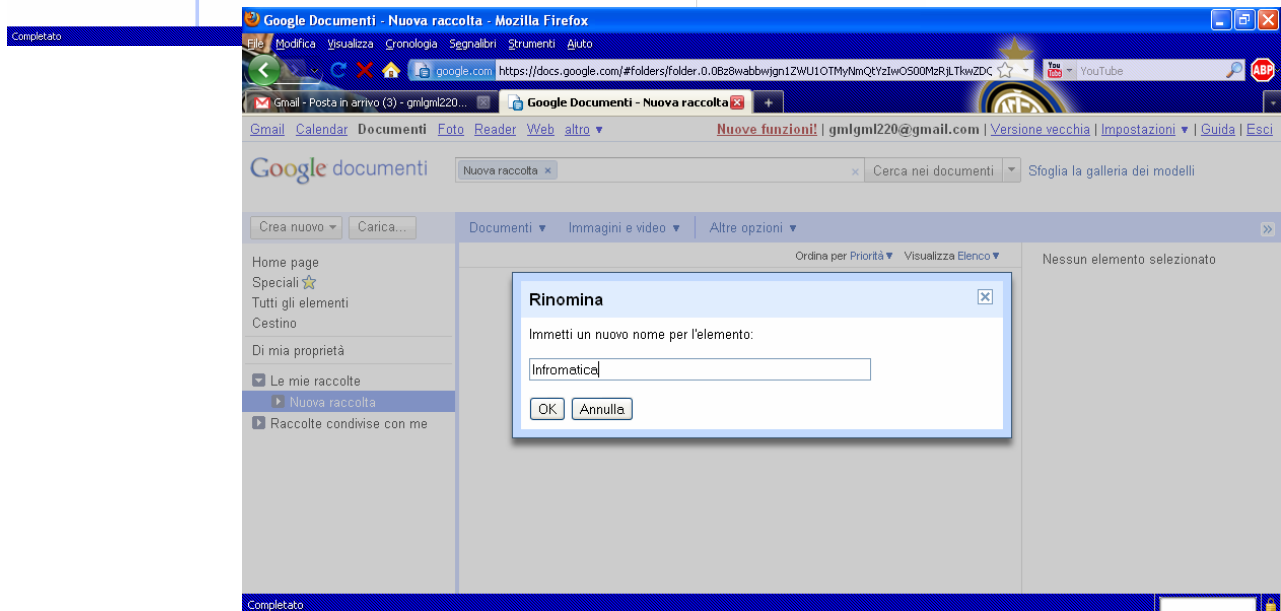 Completato
Google Documenti - Nuova raccolta - Mozilla Firefox
File Modifica Visualizza Cronologia Segnalibri Strumenti Aiuto
google.com https://docs.google.com/#folders/folder.0.0Bz8wabbwjgn1ZWU1OTMyNmQtYzIwOS00MzRjLTkwZDC You Tube YouTube ABP
Gmail - Posta in arrivo (3) - gmlgml220... Google Documenti - Nuova raccolta
Gmail Calendar Documenti Foto Reader Web altro Nuove funzioni! | gmlgml220@gmail.com | Versione vecchia | Impostazioni | Guida | Esci
Google documenti Nuova raccolta × × Cerca nei documenti Sfoglia la galleria dei modelli
Crea nuovo Carica... Documenti Immagini e video Altre opzioni »
Ordina per Priorità Visualizza Elenco Nessun elemento selezionato
Home page
Speciali
Tutti gli elementi
Cestino
Di mia proprietà
Le mie raccolte
Nuova raccolta
Raccolte condivise con me
Rinomina
Immetti un nuovo nome per l'elemento:
Infromatica
OK Annulla
Completato